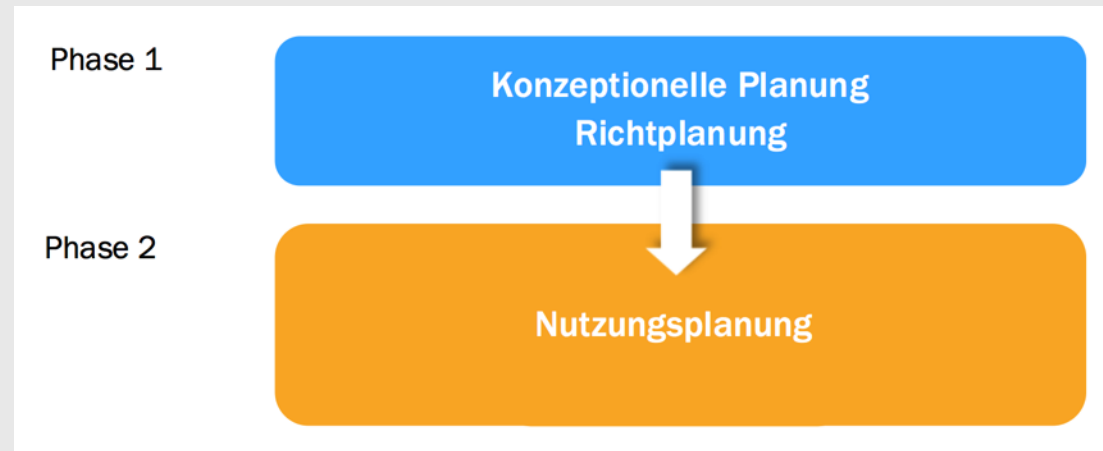 Phase 1
Konzeptionelle Planung
Richtplanung
Phase 2
Nutzungsplanung